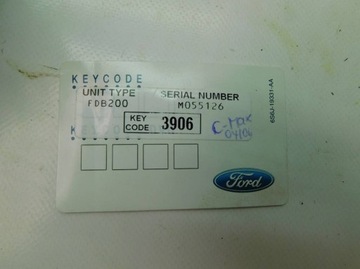 KEYCODE
UNIT TYPE SERIAL NUMBER
FDB200 M055126
KEY CODE 3906
C-MAX
04/06
Ford
6S6J-19331-AA